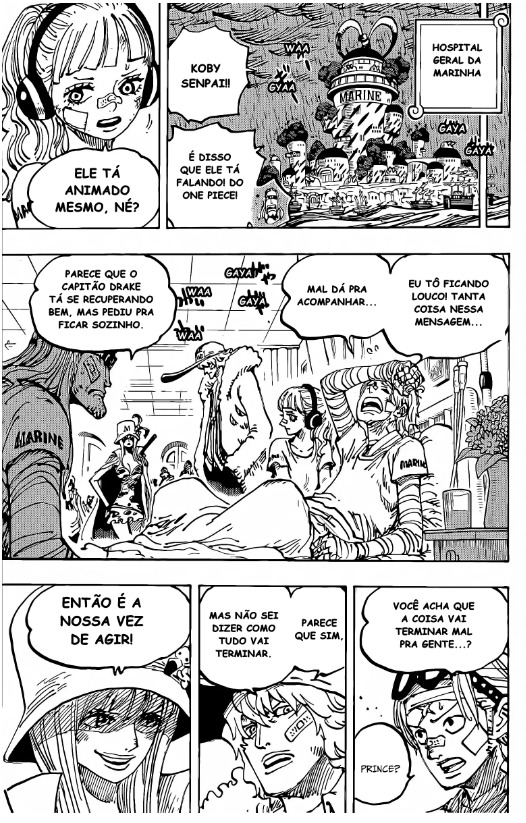 HOSPITAL
GERAL DA
MARINHA
KOBY
SENPAI!!
WAA
GYAA
MARINE
GAYA
GAYA
É DISSO
QUE ELE TÁ
FALANDO! DO
ONE PIECE!
ELE TÁ
ANIMADO
MESMO, NÉ?
EU TÔ FICANDO
LOUCO! TANTA
COISA NESSA
MENSAGEM...
MAL DÁ PRA
ACOMPANHAR...
GAYA!
WAA
GAYA
WAA
PARECE QUE O
CAPITÃO DRAKE
TÁ SE RECUPERANDO
BEM, MAS PEDIU PRA
FICAR SOZINHO.
MARINE
MARINE
VOCÊ ACHA QUE
A COISA VAI
TERMINAR MAL
PRA GENTE...?
PRINCE?
PARECE
QUE SIM,
MAS NÃO SEI
DIZER COMO
TUDO VAI
TERMINAR.
ENTÃO É A
NOSSA VEZ
DE AGIR!